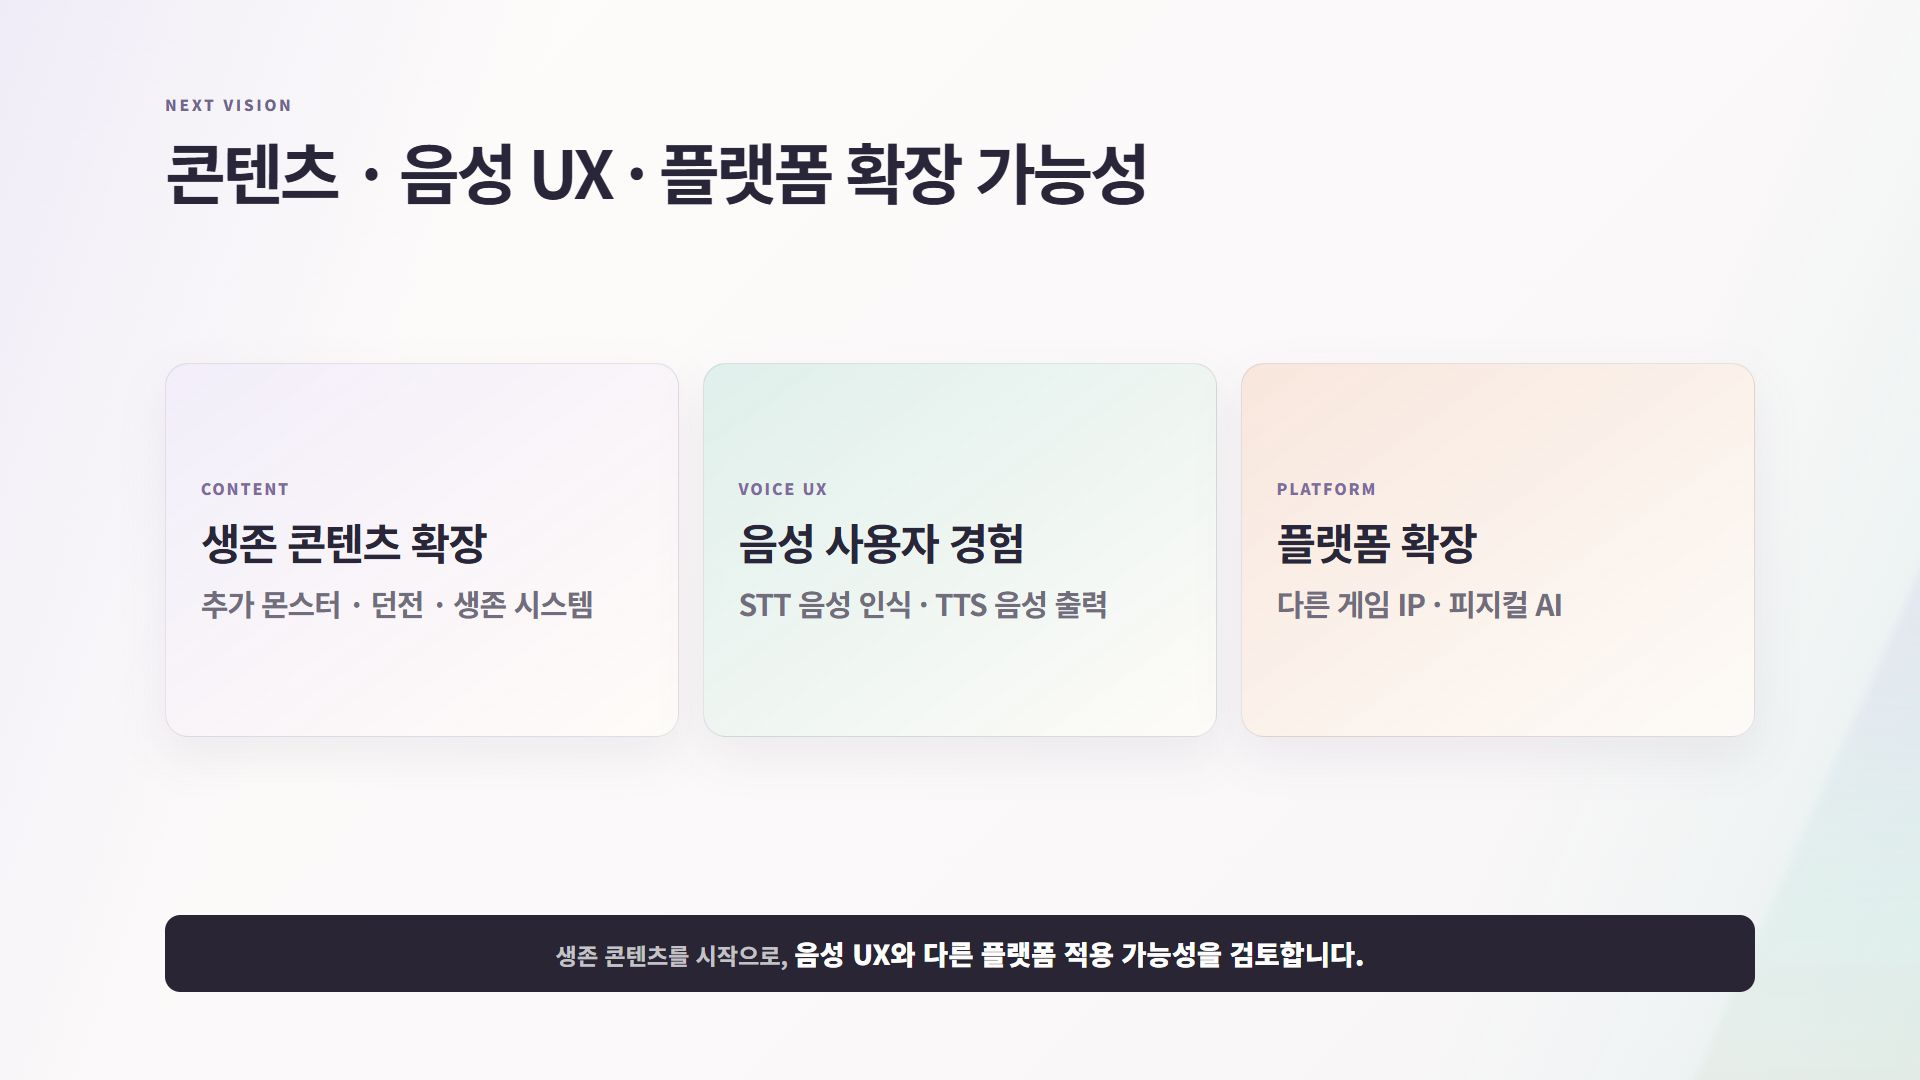 NEXT VISION
콘텐츠 · 음성 UX · 플랫폼 확장 가능성
CONTENT
생존 콘텐츠 확장
추가 몬스터 · 던전 · 생존 시스템
VOICE UX
음성 사용자 경험
STT 음성 인식 · TTS 음성 출력
PLATFORM
플랫폼 확장
다른 게임 IP · 피지컬 AI
생존 콘텐츠를 시작으로, 음성 UX와 다른 플랫폼 적용 가능성을 검토합니다.